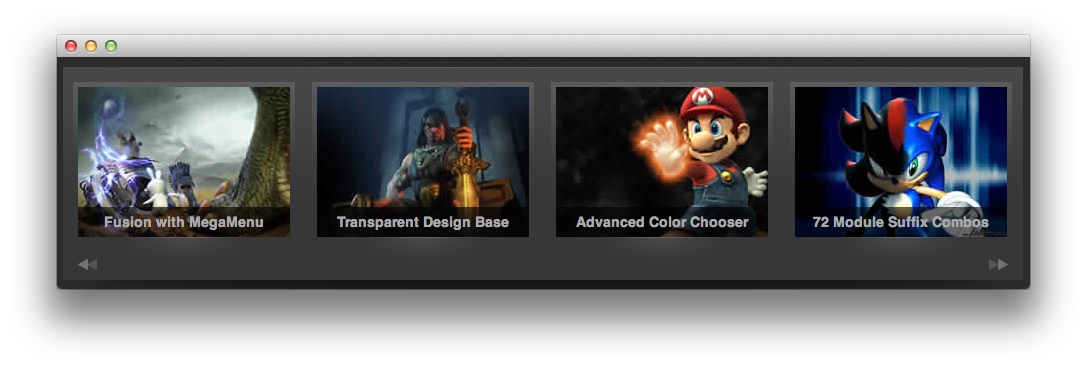 Fusion with MegaMenu
Transparent Design Base
Advanced Color Chooser
72 Module Suffix Combos